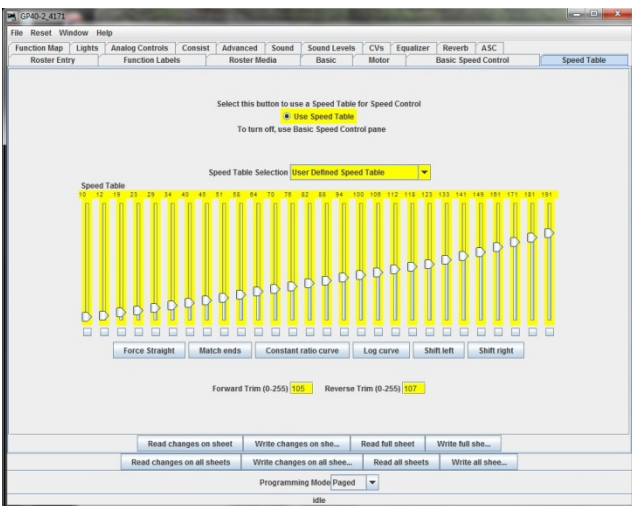 GP40-2_4171
File Reset Window Help
Function Map Lights Analog Controls Consist Advanced Sound Sound Levels CVs Equalizer Reverb ASC
Roster Entry Function Labels Roster Media Basic Motor Basic Speed Control Speed Table
Select this button to use a Speed Table for Speed Control
Use Speed Table
To turn off, use Basic Speed Control pane
Speed Table Selection User Defined Speed Table
Speed Table
10 12 19 23 29 34 40 45 51 58 64 70 76 82 88 94 100 106 112 118 123 133 141 149 161 171 181 191
Force Straight Match ends Constant ratio curve Log curve Shift left Shift right
Forward Trim (0-255) 105 Reverse Trim (0-255) 107
Read changes on sheet Write changes on she... Read full sheet Write full she...
Read changes on all sheets Write changes on all shee... Read all sheets Write all shee...
Programming Mode Paged
idle